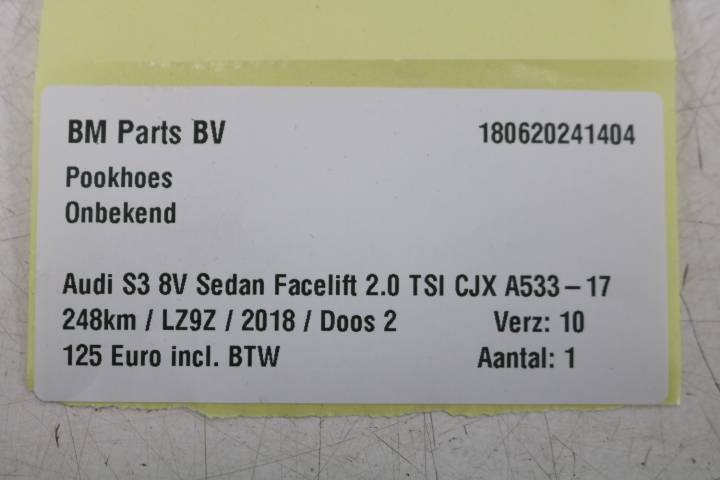 BM Parts BV 180620241404
Pookhoes
Onbekend
Audi S3 8V Sedan Facelift 2.0 TSI CJX A533-17
248km / LZ9Z / 2018 / Doos 2 Verz: 10
125 Euro incl. BTW Aantal: 1